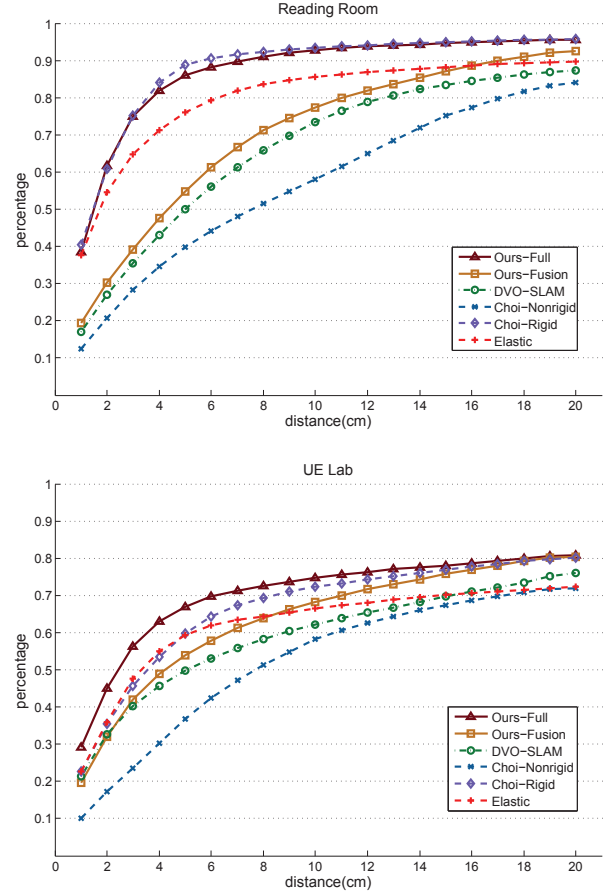 Reading Room
1
0.9
0.8
0.7
0.6
0.5
0.4
0.3
0.2
0.1
percentage
Ours-Full
Ours-Fusion
DVO-SLAM
Choi-Nonrigid
Choi-Rigid
Elastic
0 2 4 6 8 10 12 14 16 18 20
distance(cm)
UE Lab
1
0.9
0.8
0.7
0.6
0.5
0.4
0.3
0.2
0.1
percentage
Ours-Full
Ours-Fusion
DVO-SLAM
Choi-Nonrigid
Choi-Rigid
Elastic
0 2 4 6 8 10 12 14 16 18 20
distance(cm)